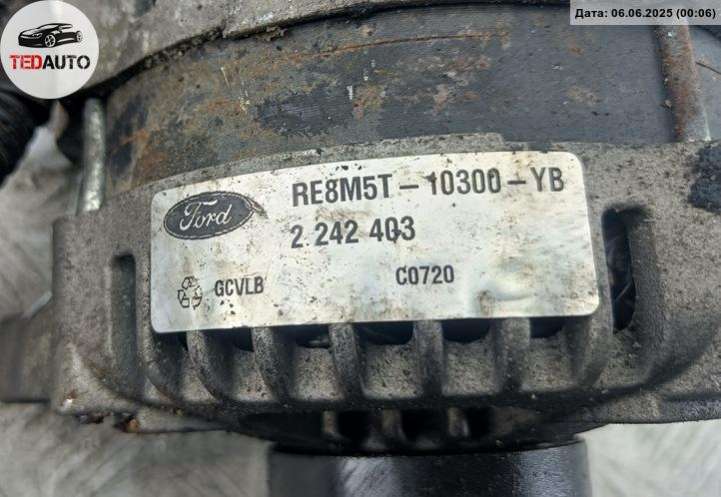 Дата: 06.06.2025 (00:06)
TEDAUTO
Ford
RE8M5T-10300-YB
2 242 403
GCVLB
C0720